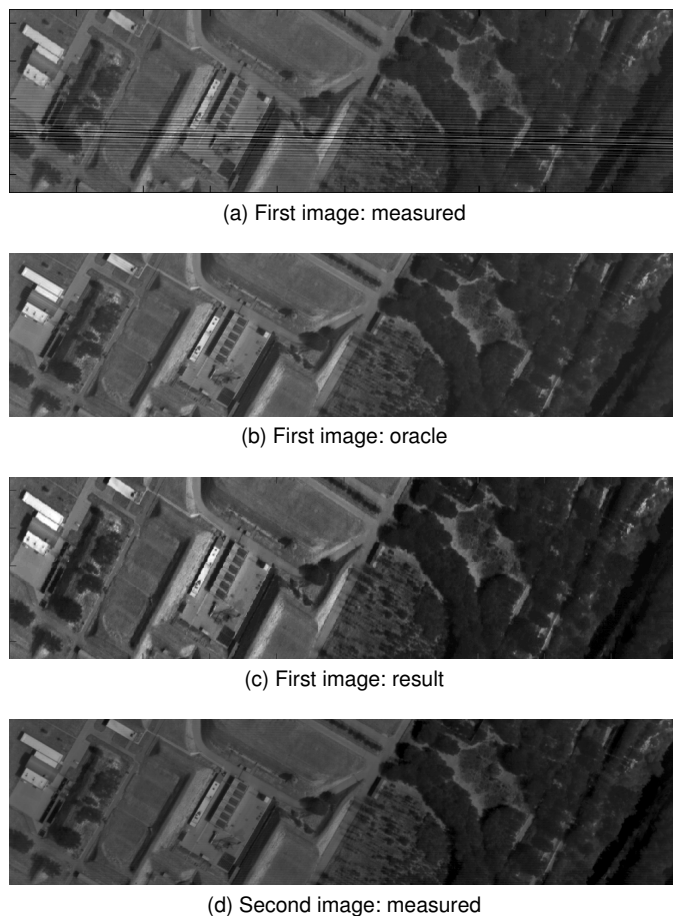 (a) First image: measured
(b) First image: oracle
(c) First image: result
(d) Second image: measured